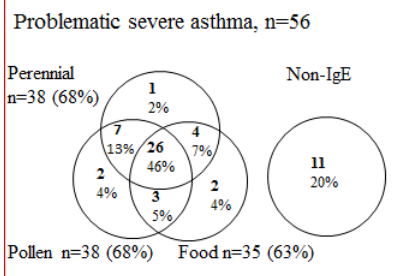 Problematic severe asthma, n=56
Perennial
n=38 (68%)
Non-IgE
1
2%
7
13%
26
46%
4
7%
11
20%
2
4%
3
5%
2
4%
Pollen n=38 (68%)
Food n=35 (63%)